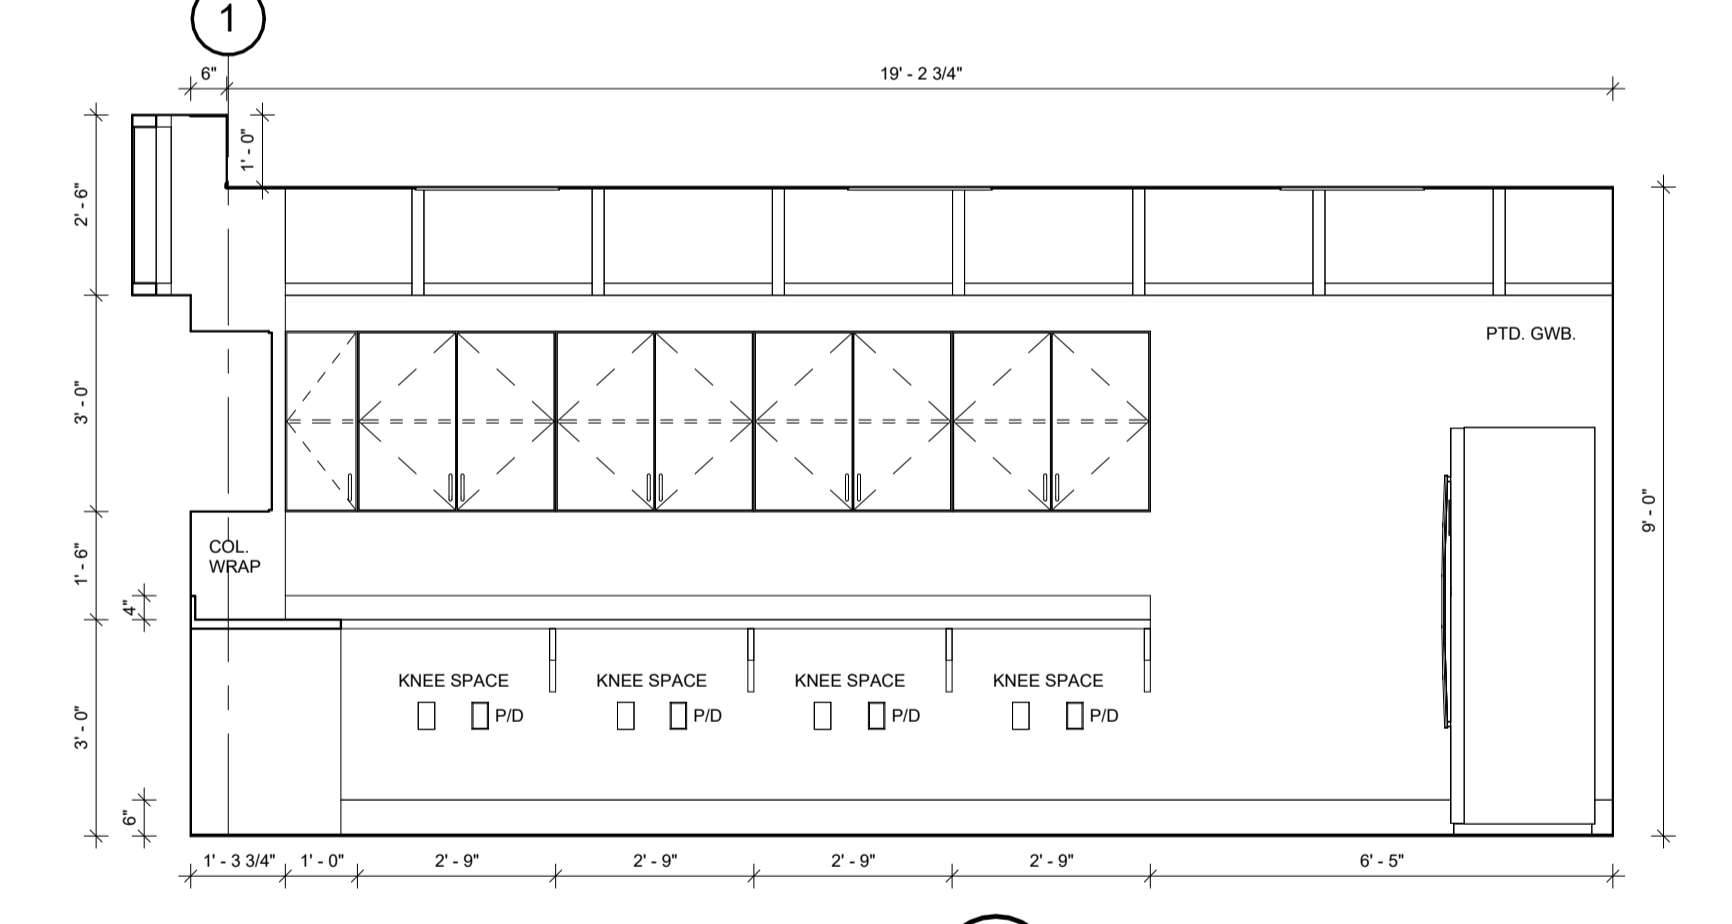 1
6"
19' - 2 3/4"
1' - 0"
2' - 6"
PTD. GWB.
3' - 0"
9' - 0"
1' - 6"
COL.
WRAP
4"
KNEE SPACE KNEE SPACE KNEE SPACE KNEE SPACE
P/D P/D P/D P/D
3' - 0"
6"
1' - 3 3/4" 1' - 0" 2' - 9" 2' - 9" 2' - 9" 2' - 9" 6' - 5"